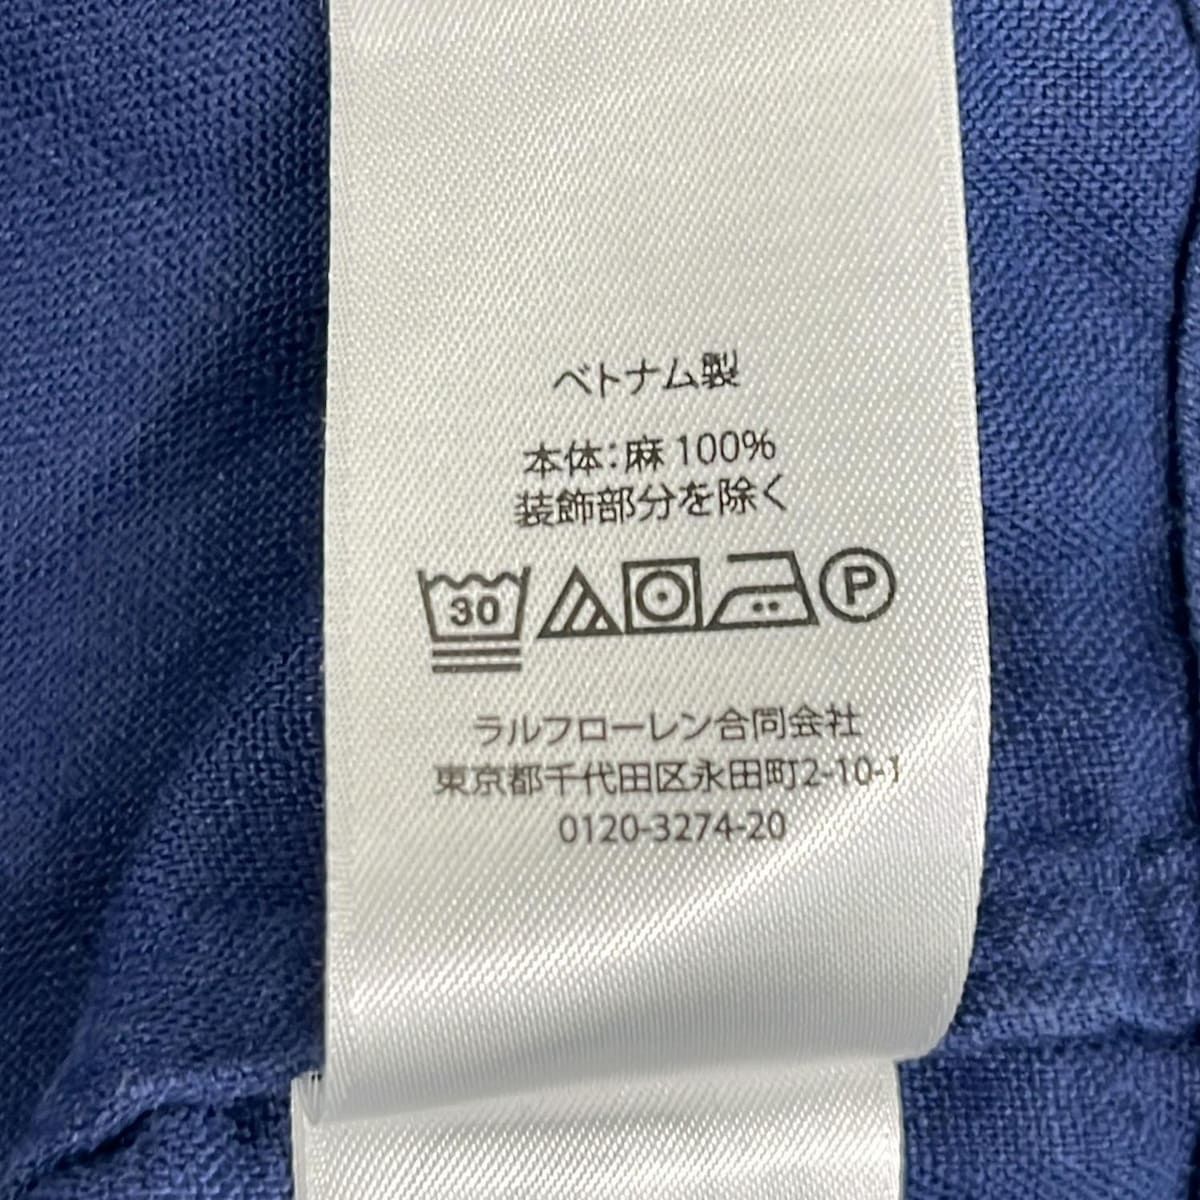 ベトナム製
本体：麻 100%
装飾部分を除く
30 P
ラルフローレン合同会社
東京都千代田区永田町2-10-1
0120-3274-20